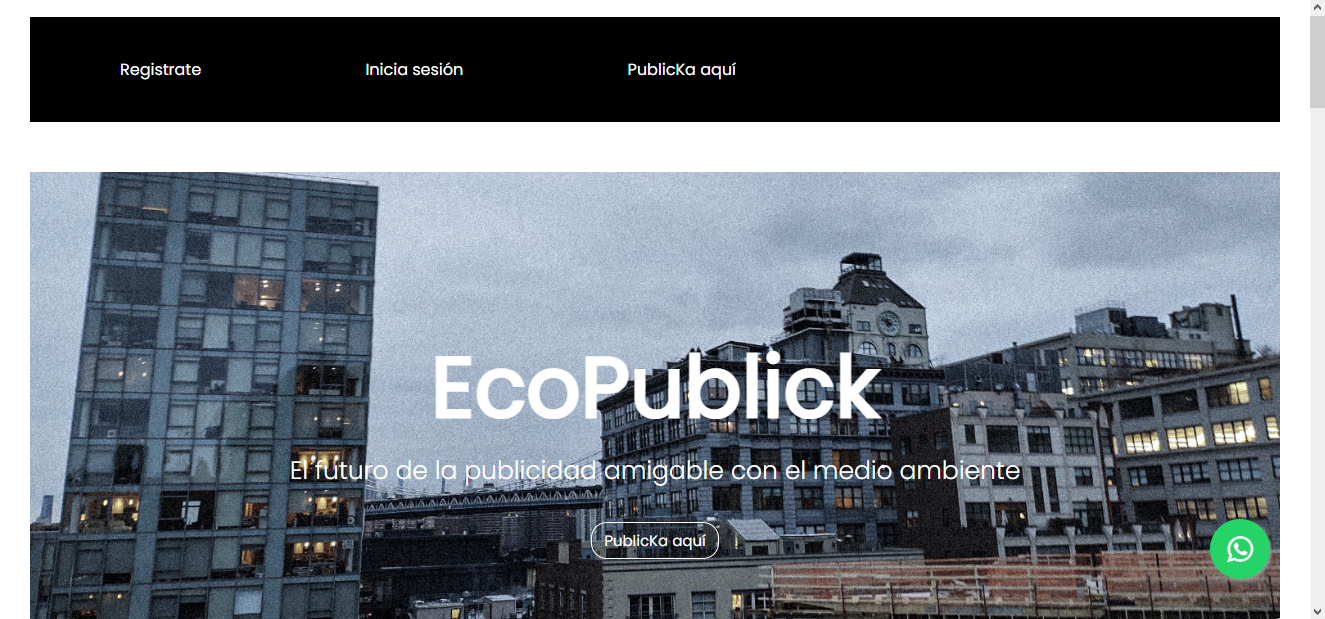 Registrate
Inicia sesión
PublicKa aquí
EcoPublick
El futuro de la publicidad amigable con el medio ambiente
PublicKa aquí